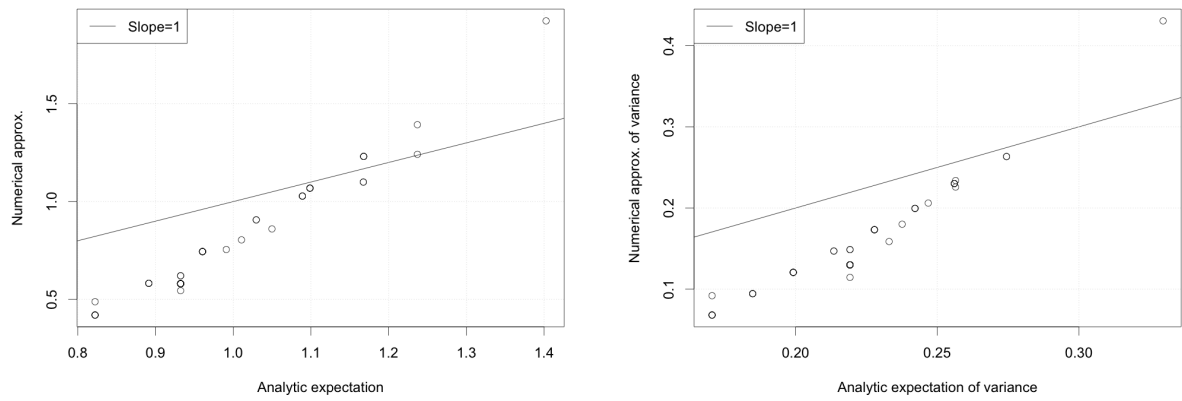 Slope=1
Numerical approx.
1.5
1.0
0.5
0.8 0.9 1.0 1.1 1.2 1.3 1.4
Analytic expectation
Slope=1
Numerical approx. of variance
0.4
0.3
0.2
0.1
0.20 0.25 0.30
Analytic expectation of variance